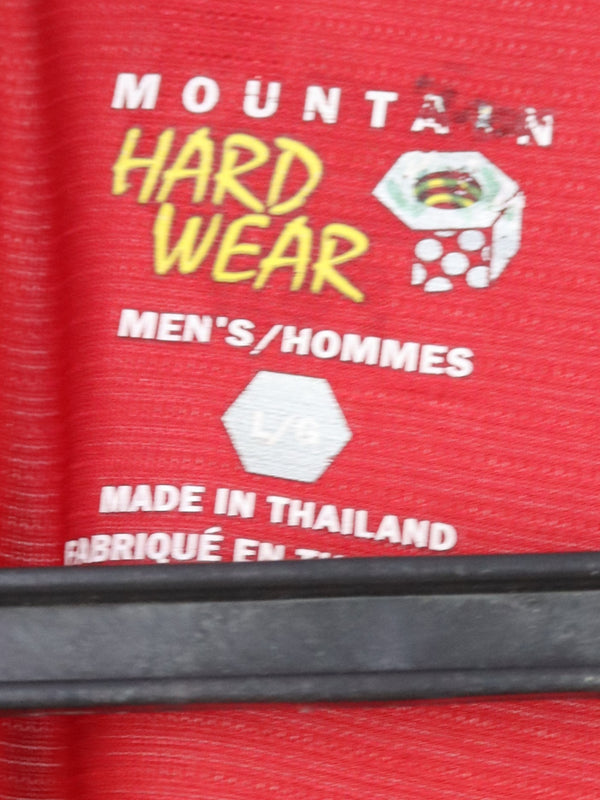 MOUNTAIN
HARD
WEAR
MEN'S/HOMMES
L/G
MADE IN THAILAND
FABRIQUÉ EN